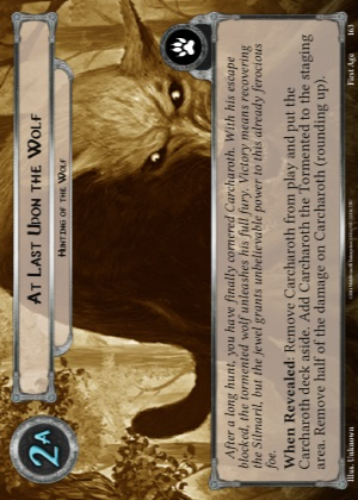 2A
At Last Upon the Wolf
Hunting of the Wolf
After a long hunt, you have finally cornered Carcharoth. With his escape
blocked, the tormented wolf unleashes his full fury. Victory means recovering
the Silmaril, but the jewel grants unbelievable power to this already ferocious
foe.
When Revealed: Remove Carcharoth from play and put the
Carcharoth deck aside. Add Carcharoth the Tormented to the staging
area. Remove half of the damage on Carcharoth (rounding up).
Illus. Unknown
First Age
163